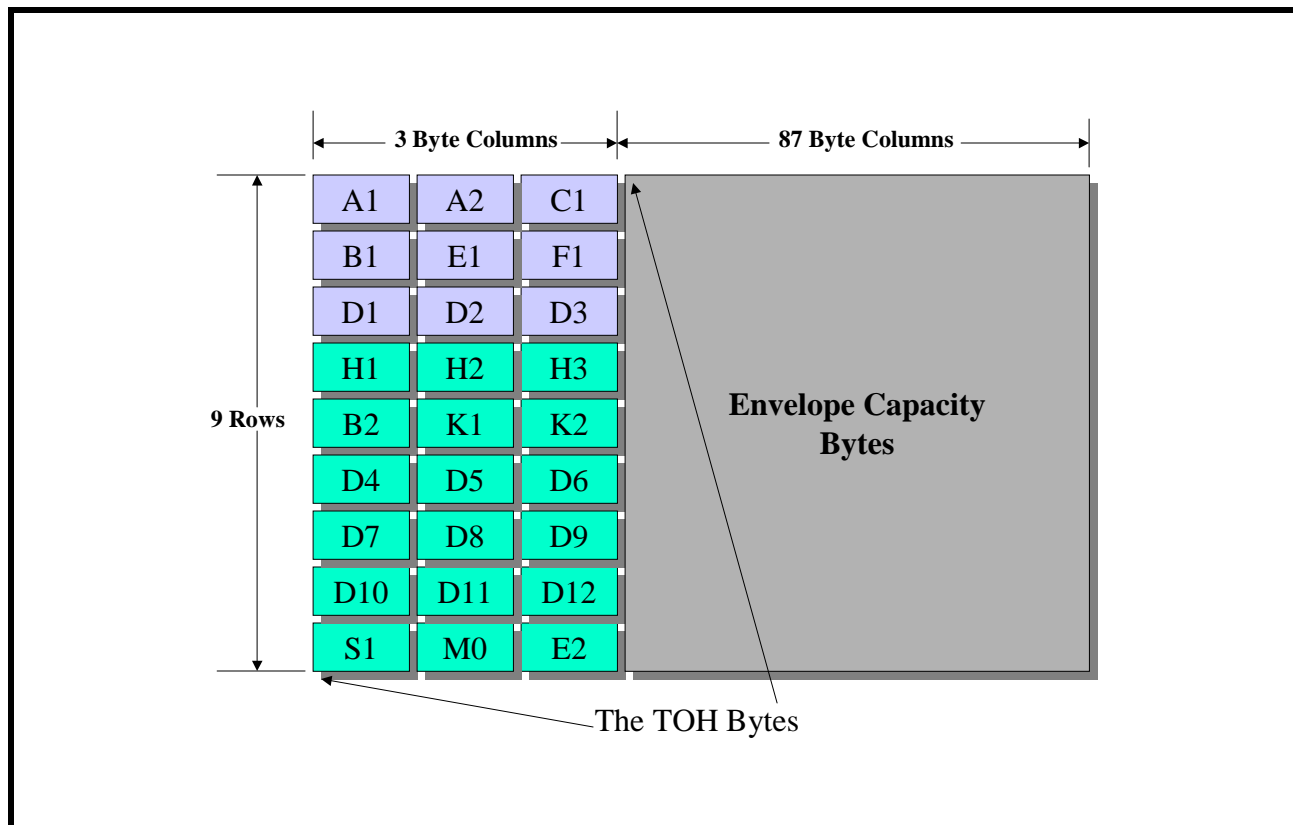 3 Byte Columns 87 Byte Columns
A1 A2 C1
B1 E1 F1
D1 D2 D3
H1 H2 H3
9 Rows
B2 K1 K2
Envelope Capacity
Bytes
D4 D5 D6
D7 D8 D9
D10 D11 D12
S1 M0 E2
The TOH Bytes